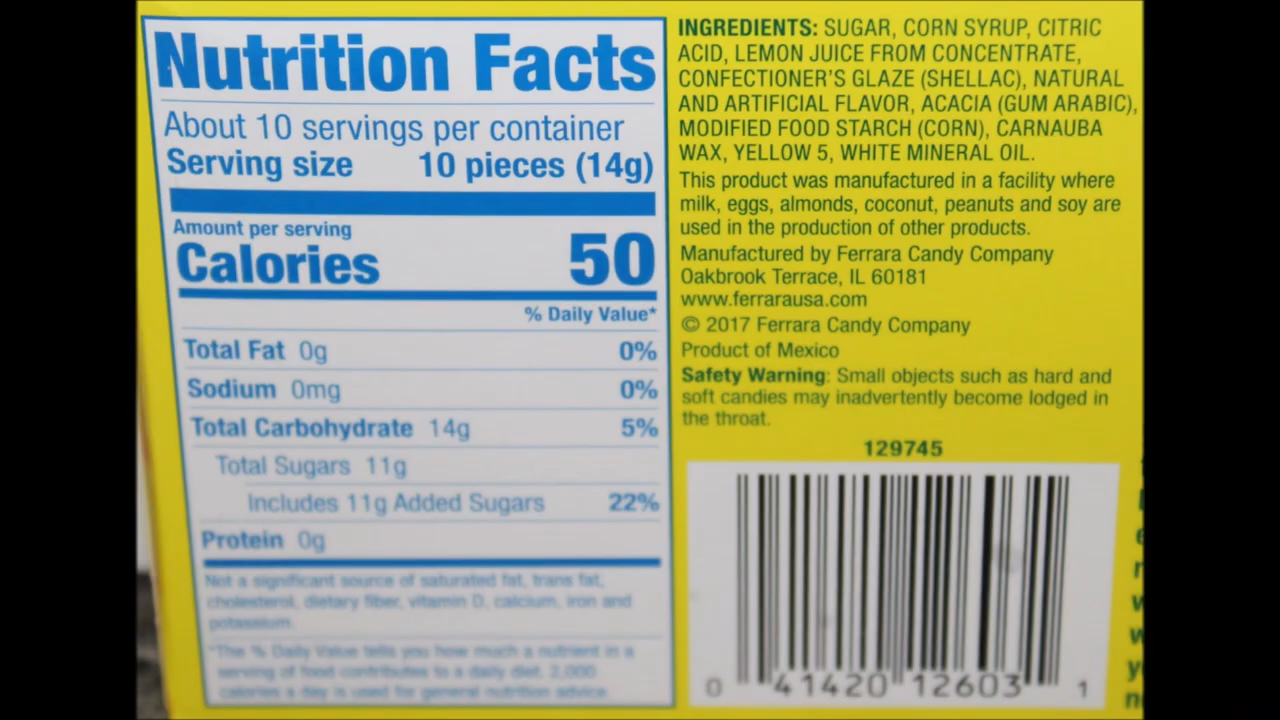 Nutrition Facts
About 10 servings per container
Serving size 10 pieces (14g)
Amount per serving
Calories 50
% Daily Value*
Total Fat 0g 0%
Sodium 0mg 0%
Total Carbohydrate 14g 5%
Total Sugars 11g
Includes 11g Added Sugars 22%
Protein 0g
Not a significant source of saturated fat, trans fat,
cholesterol, dietary fiber, vitamin D, calcium, iron and
potassium.
*The % Daily Value tells you how much a nutrient in a
serving of food contributes to a daily diet. 2,000
calories a day is used for general nutrition advice.
INGREDIENTS: SUGAR, CORN SYRUP, CITRIC
ACID, LEMON JUICE FROM CONCENTRATE,
CONFECTIONER'S GLAZE (SHELLAC), NATURAL
AND ARTIFICIAL FLAVOR, ACACIA (GUM ARABIC),
MODIFIED FOOD STARCH (CORN), CARNAUBA
WAX, YELLOW 5, WHITE MINERAL OIL.
This product was manufactured in a facility where
milk, eggs, almonds, coconut, peanuts and soy are
used in the production of other products.
Manufactured by Ferrara Candy Company
Oakbrook Terrace, IL 60181
www.ferrarausa.com
© 2017 Ferrara Candy Company
Product of Mexico
Safety Warning: Small objects such as hard and
soft candies may inadvertently become lodged in
the throat.
129745
0 41420 12603 1